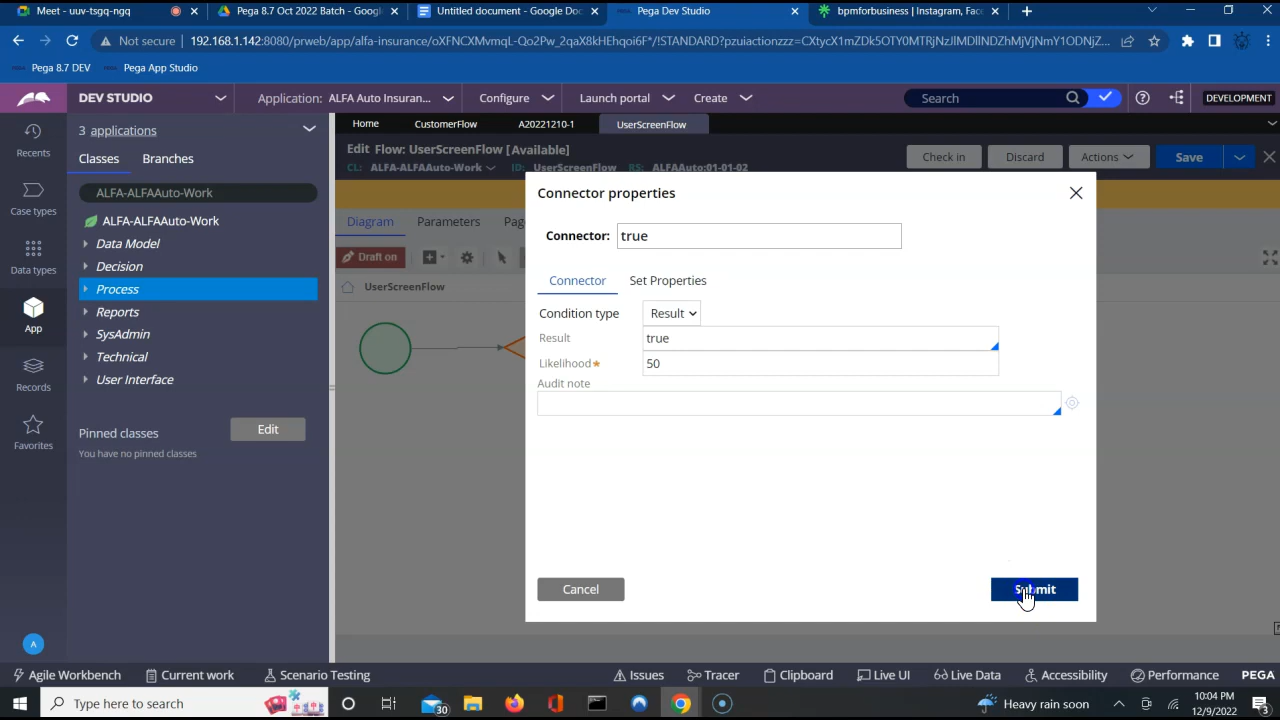 Meet - uuv-tsgq-qnq
Pega 8.7 Oct 2022 Batch - Googl
Untitled document - Google Doc
Pega Dev Studio
bpmforbusiness | Instagram, Fac
Not secure 192.168.1.142:8080/prweb/app/alfa-insurance/oXFNCXMvmqL-Qo2Pw_2qaX8kHEhqoi6F*/!STANDARD?pzuiactionzzz=CXtycX1mZDk5OTY0MTRjNzJlMDllNDZhMjVjNmY1ODNjZ...
Pega 8.7 DEV
Pega App Studio
DEV STUDIO
Application: ALFA Auto Insuran...
Configure
Launch portal
Create
Search
DEVELOPMENT
Recents
Case types
Data types
App
Records
Favorites
A
3 applications
Classes
Branches
ALFA-ALFAAuto-Work
ALFA-ALFAAuto-Work
Data Model
Decision
Process
Reports
SysAdmin
Technical
User Interface
Pinned classes
Edit
You have no pinned classes
Home
CustomerFlow
A20221210-1
UserScreenFlow
Edit Flow: UserScreenFlow [Available]
CL: ALFA-ALFAAuto-Work ID: UserScreenFlow RS: ALFAAuto:01-01-02
Check in
Discard
Actions
Save
Diagram
Parameters
Pag
Draft on
UserScreenFlow
Connector properties
Connector: true
Connector
Set Properties
Condition type Result
Result true
Likelihood★ 50
Audit note
Cancel
Submit
Agile Workbench
Current work
Scenario Testing
Issues
Tracer
Clipboard
Live UI
Live Data
Accessibility
Performance
PEGA
Type here to search
30
Heavy rain soon
10:04 PM
12/9/2022
3